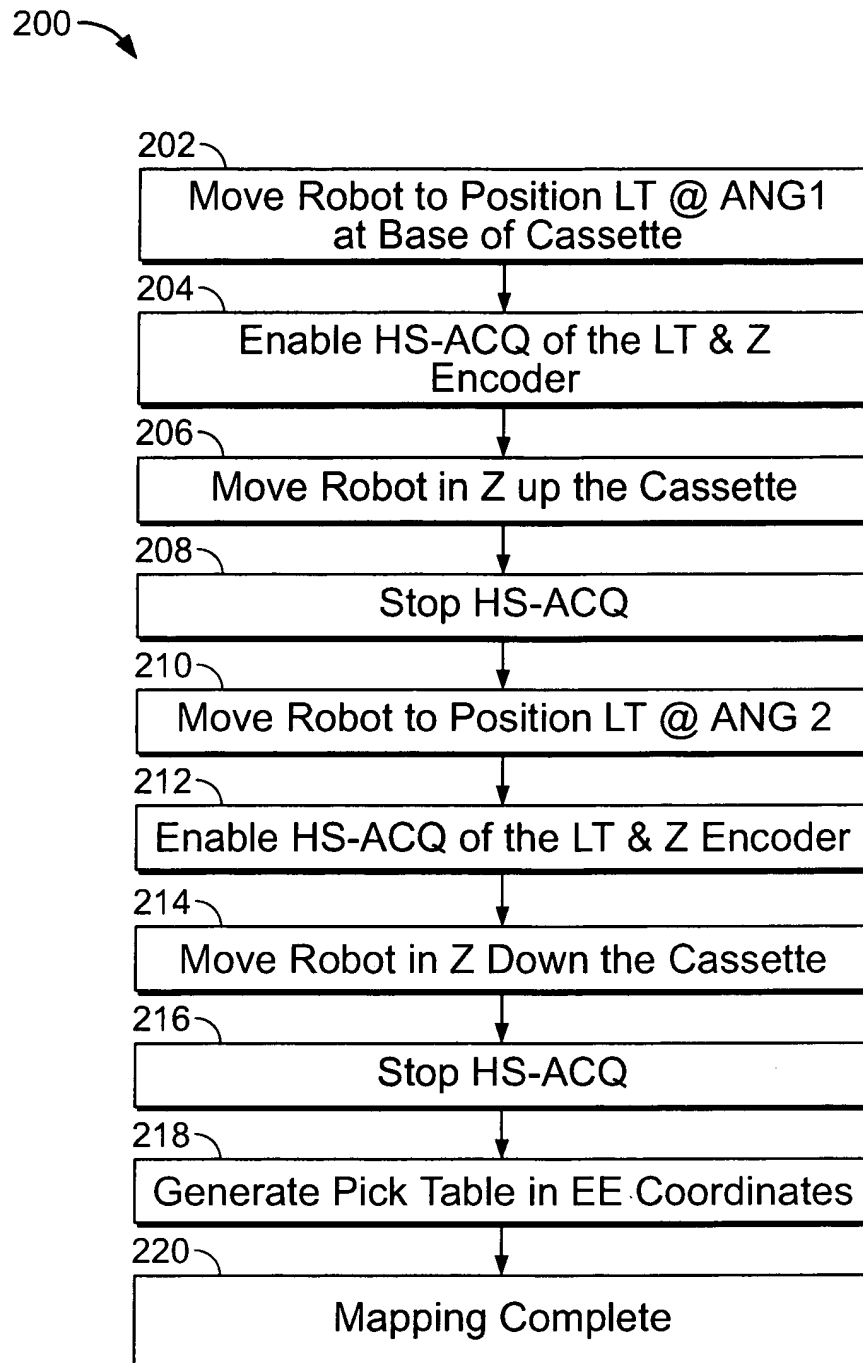 200
202
Move Robot to Position LT @ ANG1
at Base of Cassette
204
Enable HS-ACQ of the LT & Z
Encoder
206
Move Robot in Z up the Cassette
208
Stop HS-ACQ
210
Move Robot to Position LT @ ANG 2
212
Enable HS-ACQ of the LT & Z Encoder
214
Move Robot in Z Down the Cassette
216
Stop HS-ACQ
218
Generate Pick Table in EE Coordinates
220
Mapping Complete